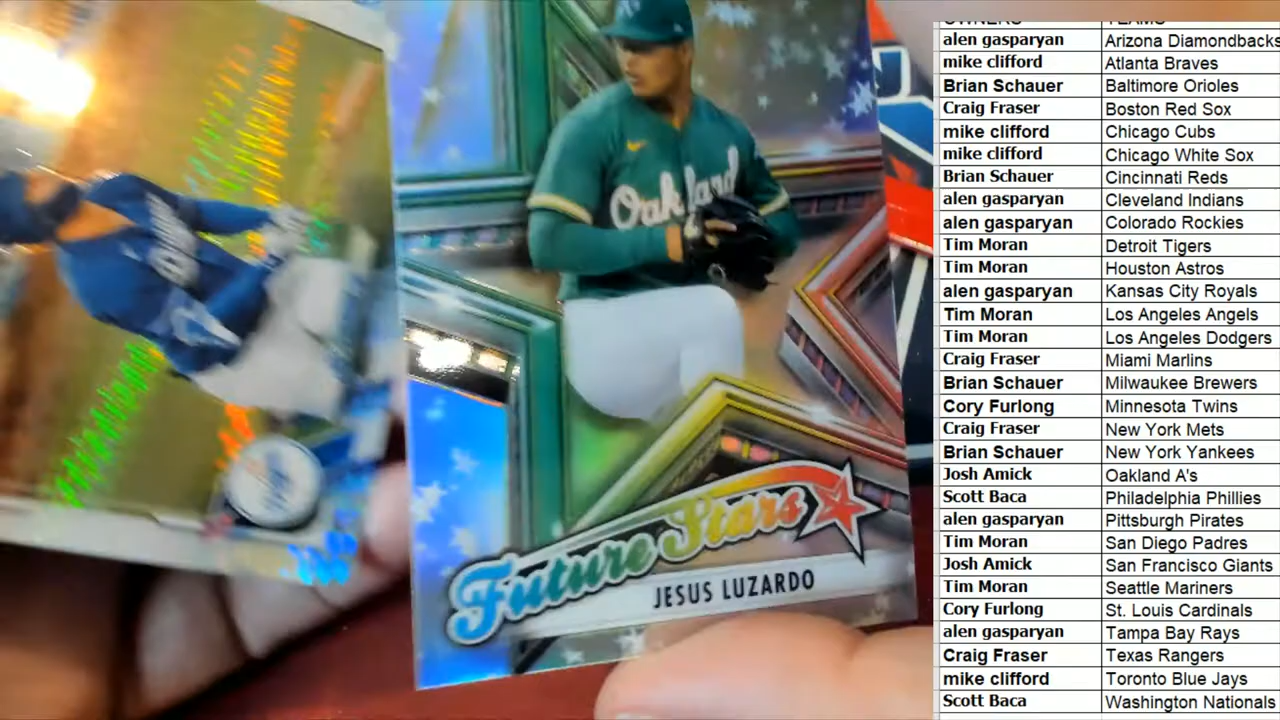 Oakland
Future Stars
JESUS LUZARDO
OWNERS TEAMS
alen gasparyan Arizona Diamondbacks
mike clifford Atlanta Braves
Brian Schauer Baltimore Orioles
Craig Fraser Boston Red Sox
mike clifford Chicago Cubs
mike clifford Chicago White Sox
Brian Schauer Cincinnati Reds
alen gasparyan Cleveland Indians
alen gasparyan Colorado Rockies
Tim Moran Detroit Tigers
Tim Moran Houston Astros
alen gasparyan Kansas City Royals
Tim Moran Los Angeles Angels
Tim Moran Los Angeles Dodgers
Craig Fraser Miami Marlins
Brian Schauer Milwaukee Brewers
Cory Furlong Minnesota Twins
Craig Fraser New York Mets
Brian Schauer New York Yankees
Josh Amick Oakland A's
Scott Baca Philadelphia Phillies
alen gasparyan Pittsburgh Pirates
Tim Moran San Diego Padres
Josh Amick San Francisco Giants
Tim Moran Seattle Mariners
Cory Furlong St. Louis Cardinals
alen gasparyan Tampa Bay Rays
Craig Fraser Texas Rangers
mike clifford Toronto Blue Jays
Scott Baca Washington Nationals